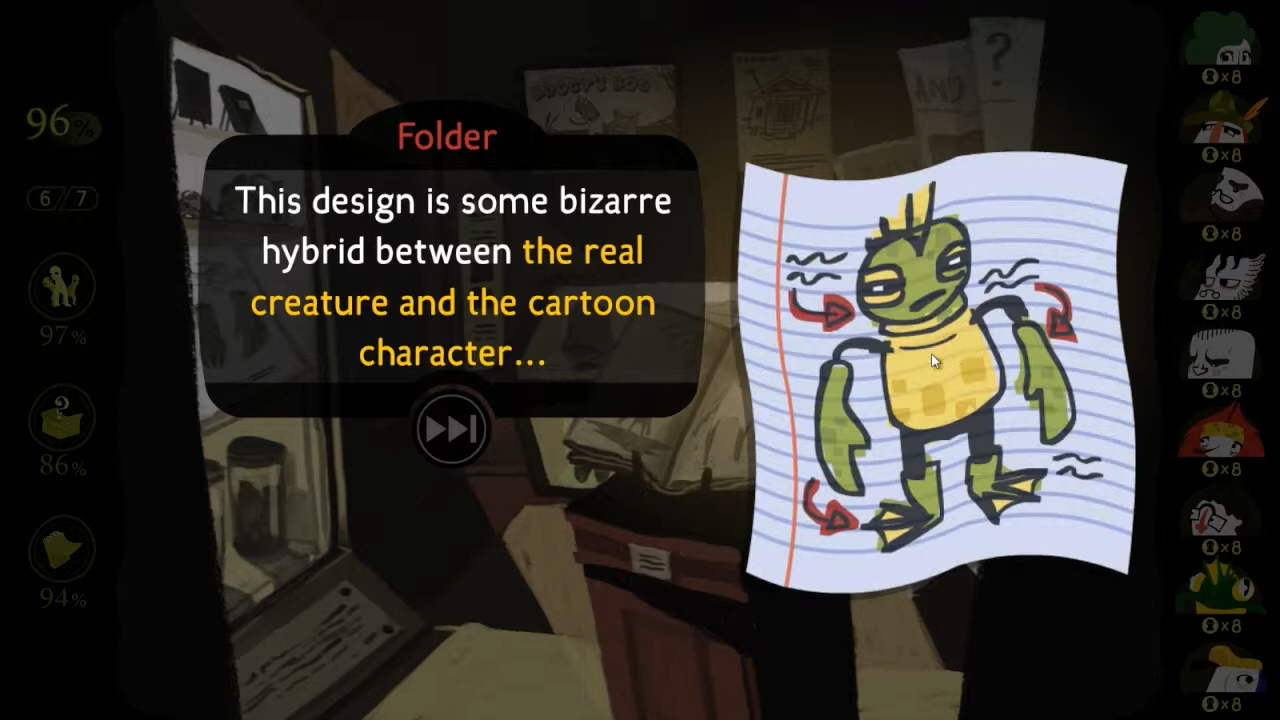 Folder
This design is some bizarre
hybrid between the real
creature and the cartoon
character...
96%
6/7
97%
86%
94%
AND
?
x8
x8
x8
x8
x8
x8
x8
x8
x8